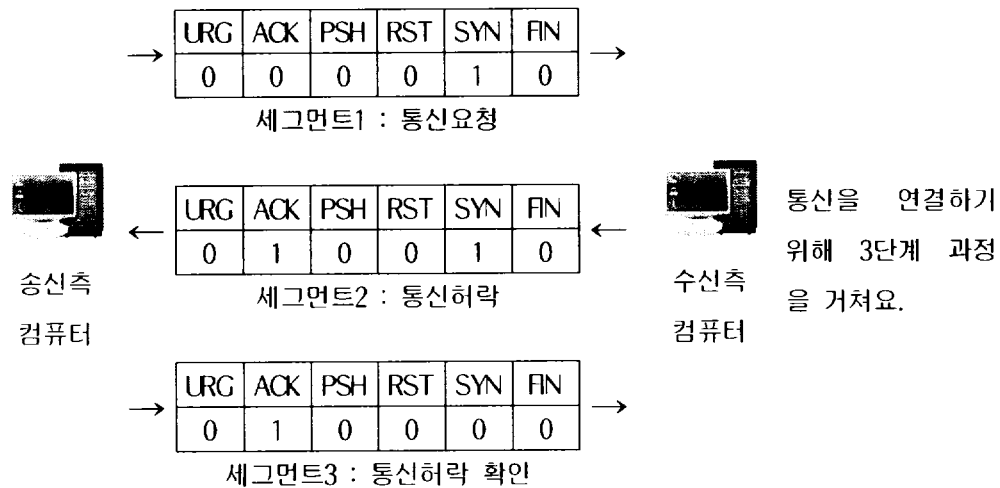 URG ACK PSH RST SYN FIN
→ 0 0 0 0 1 0 →
세그먼트1 : 통신요청
URG ACK PSH RST SYN FIN
← 0 1 0 0 1 0 ←
세그먼트2 : 통신허락
송신측
컴퓨터
수신측
컴퓨터
통산을 연결하기
위해 3단계 과정
을 거쳐요.
URG ACK PSH RST SYN FIN
→ 0 1 0 0 0 0 →
세그먼트3 : 통신허락 확인